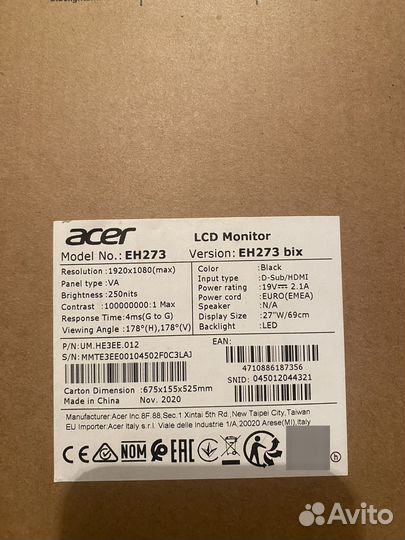 acer
LCD Monitor
Model No.: EH273 Version: EH273 bix
Resolution :1920x1080(max)
Panel type :VA
Brightness :250nits
Contrast :100000000:1 Max
Response Time :4ms(G to G)
Viewing Angle :178°(H),178°(V)
Color :Black
Input type :D-Sub/HDMI
Power rating :19V 2.1A
Power cord :EURO(EMEA)
Speaker :N/A
Display Size :27"W/69cm
Backlight :LED
P/N:UM.HE3EE.012
S/N:MMTE3EE00104502F0C3LAJ
EAN:
4710886187356
SNID: 045012044321
Carton Dimension :675x155x525mm
Made in China Nov. 2020
Manufacturer Acer Inc 8F.88,Sec.1 Xintai 5th Rd ,New Taipei City,Taiwan
EU Importer:Acer Italy s.r.l. Viale delle Industrie 1/A,20020 Arese(MI),Italy
CE NOM EAC
h
Avito